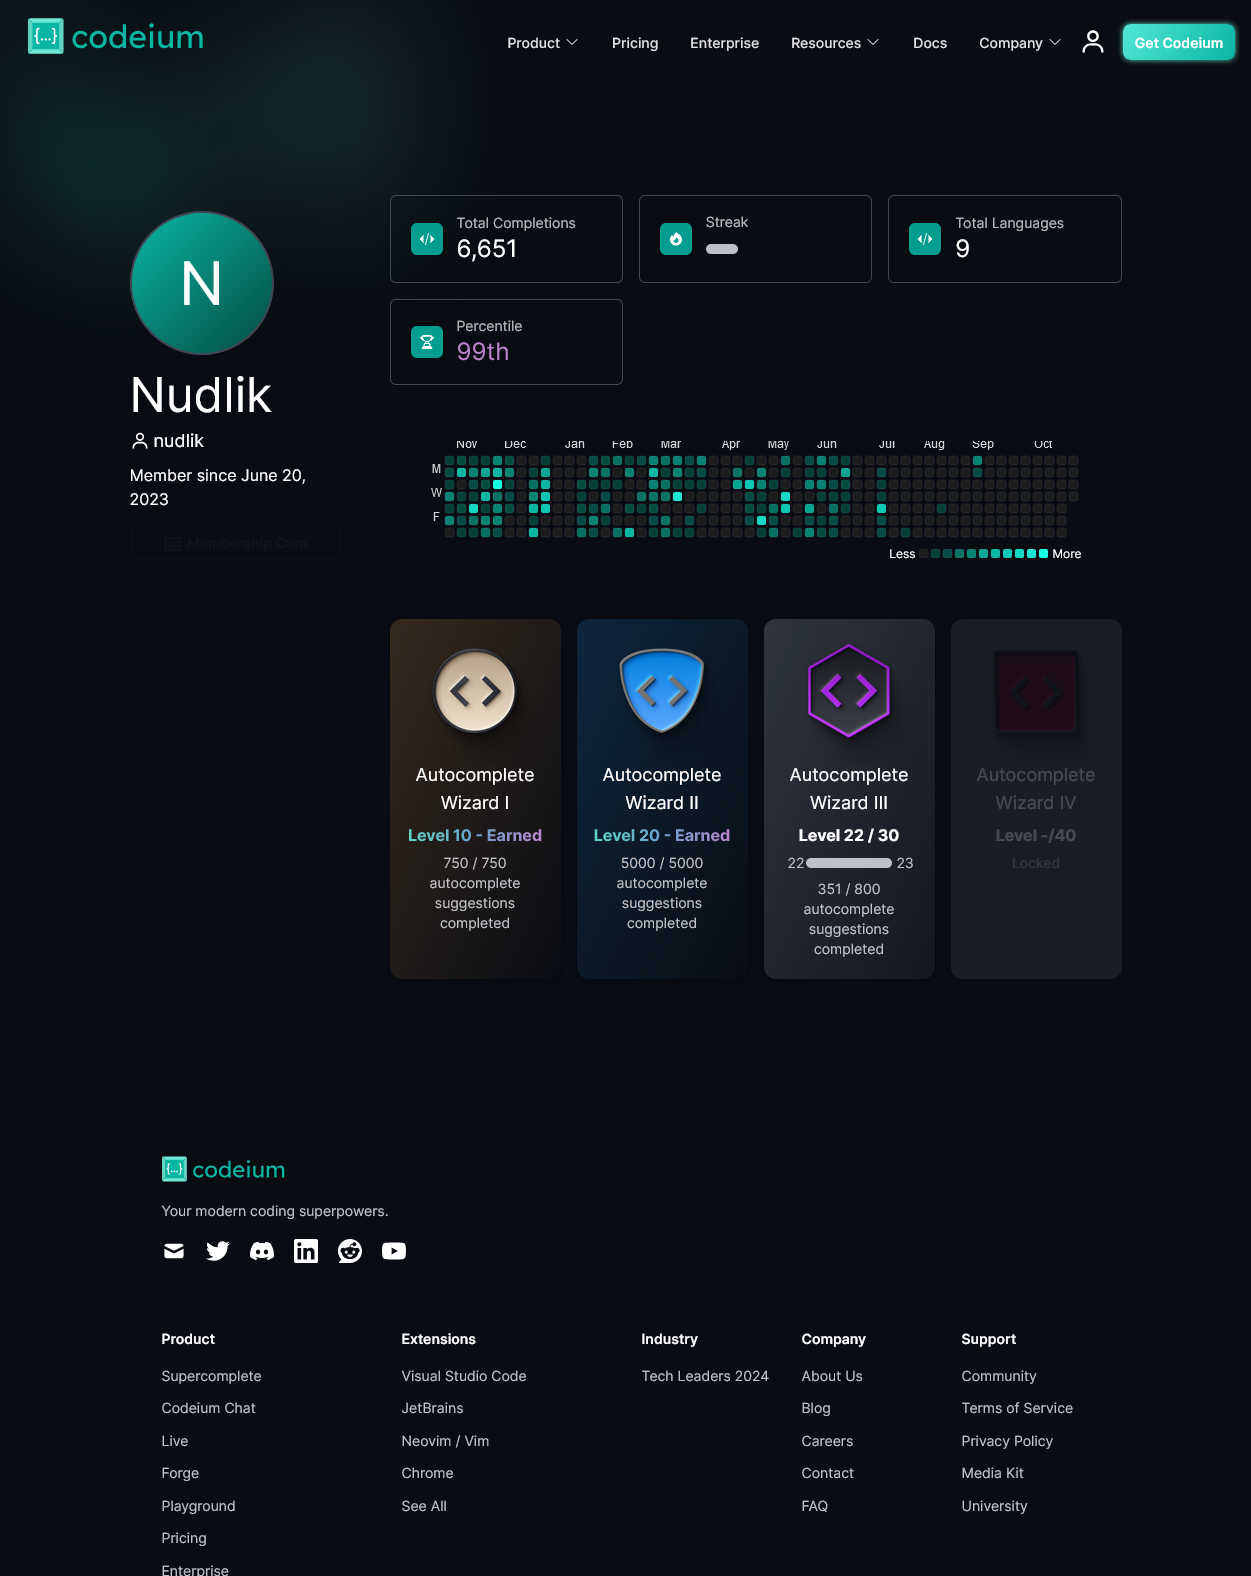 {...} codeium
Product
Pricing
Enterprise
Resources
Docs
Company
Get Codeium
N
Nudlik
nudlik
Member since June 20,
2023
Membership Card
Total Completions
6,651
Streak
Total Languages
9
Percentile
99th
Nov Dec Jan Feb Mar Apr May Jun Jul Aug Sep Oct
M
W
F
Less More
Autocomplete
Wizard I
Level 10 - Earned
750 / 750
autocomplete
suggestions
completed
Autocomplete
Wizard II
Level 20 - Earned
5000 / 5000
autocomplete
suggestions
completed
Autocomplete
Wizard III
Level 22 / 30
22 23
351 / 800
autocomplete
suggestions
completed
Autocomplete
Wizard IV
Level -/40
Locked
{...} codeium
Your modern coding superpowers.
Product
Supercomplete
Codeium Chat
Live
Forge
Playground
Pricing
Enterprise
Extensions
Visual Studio Code
JetBrains
Neovim / Vim
Chrome
See All
Industry
Tech Leaders 2024
Company
About Us
Blog
Careers
Contact
FAQ
Support
Community
Terms of Service
Privacy Policy
Media Kit
University